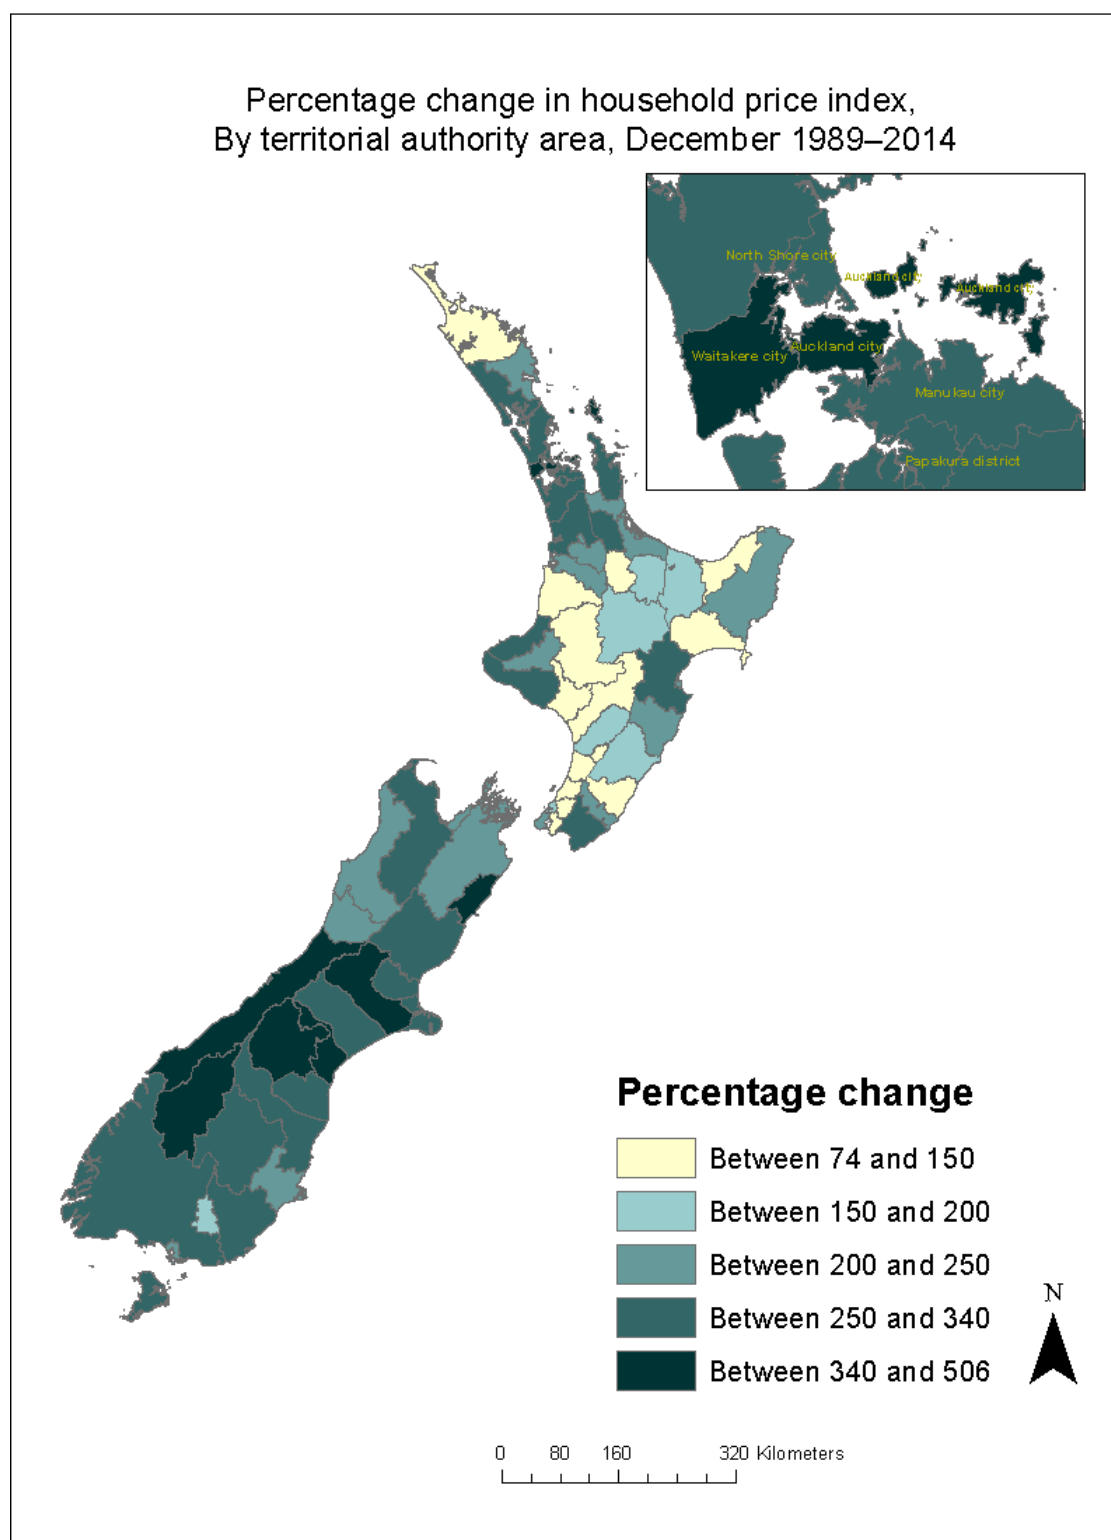 Percentage change in household price index,
By territorial authority area, December 1989–2014
North Shore city
Auckland city
Auckland city
Waitakere city
Auckland city
Manukau city
Papakura district
Percentage change
Between 74 and 150
Between 150 and 200
Between 200 and 250
Between 250 and 340
Between 340 and 506
N
0 80 160 320 Kilometers